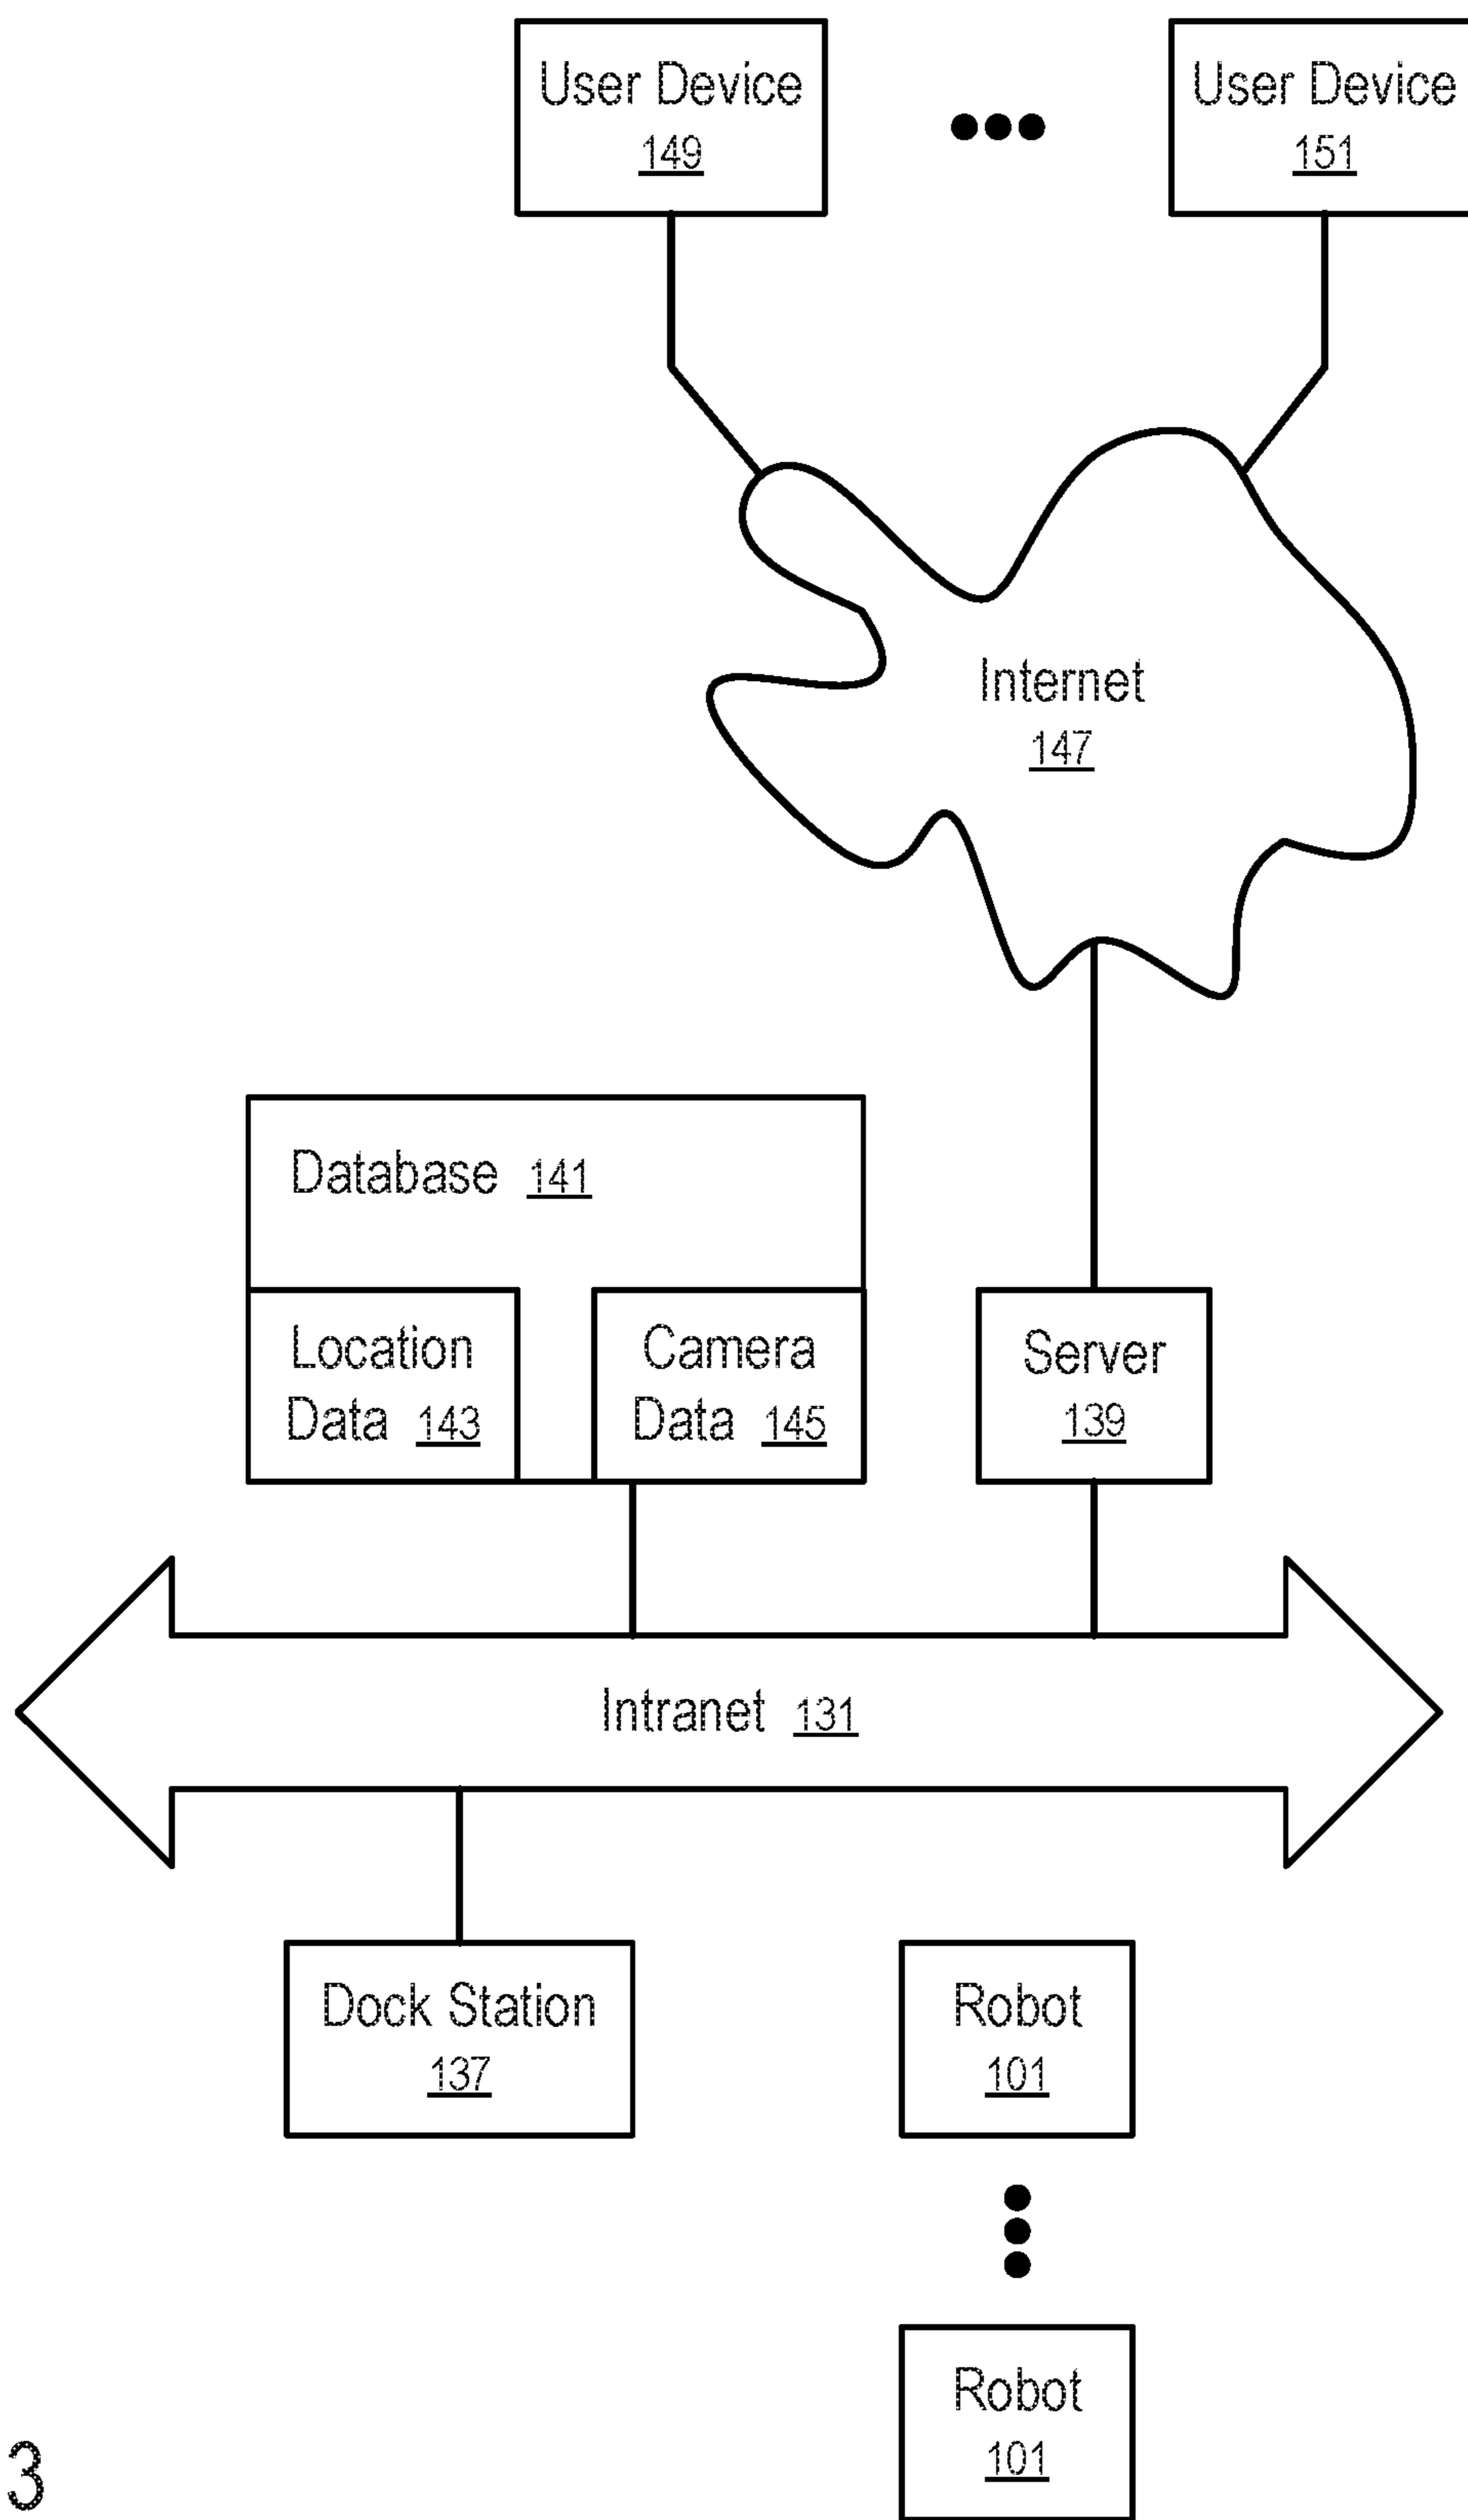 User Device
149
User Device
151
Internet
147
Database 141
Location
Data 143
Camera
Data 145
Server
139
Intranet 131
Dock Station
137
Robot
101
Robot
101
3